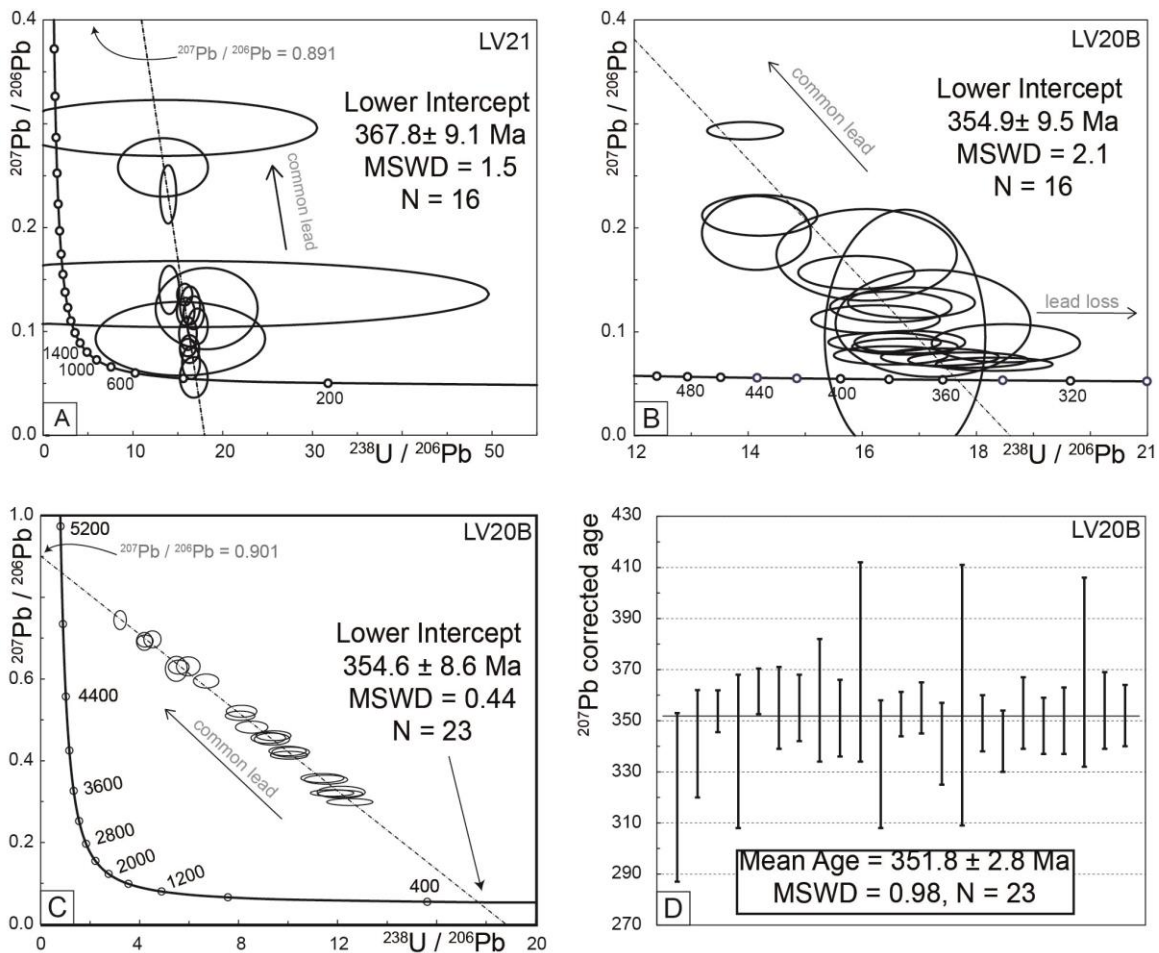 0.4
0.3
0.2
0.1
0.0
207Pb / 206Pb
207Pb / 206Pb = 0.891
LV21
Lower Intercept
367.8± 9.1 Ma
MSWD = 1.5
N = 16
common lead
1400
1000
600
200
A
0
10
20
30
40
50
238U / 206Pb
0.4
0.3
0.2
0.1
0.0
207Pb / 206Pb
LV20B
common lead
Lower Intercept
354.9± 9.5 Ma
MSWD = 2.1
N = 16
lead loss
480
440
400
360
320
B
12
14
16
18
20
21
238U / 206Pb
1.0
0.8
0.6
0.4
0.2
0.0
207Pb / 206Pb
5200
LV20B
207Pb / 206Pb = 0.901
Lower Intercept
354.6 ± 8.6 Ma
MSWD = 0.44
N = 23
4400
common lead
3600
2800
2000
1200
400
C
0
4
8
12
16
20
238U / 206Pb
430
410
390
370
350
330
310
290
270
207Pb corrected age
LV20B
Mean Age = 351.8 ± 2.8 Ma
MSWD = 0.98, N = 23
D